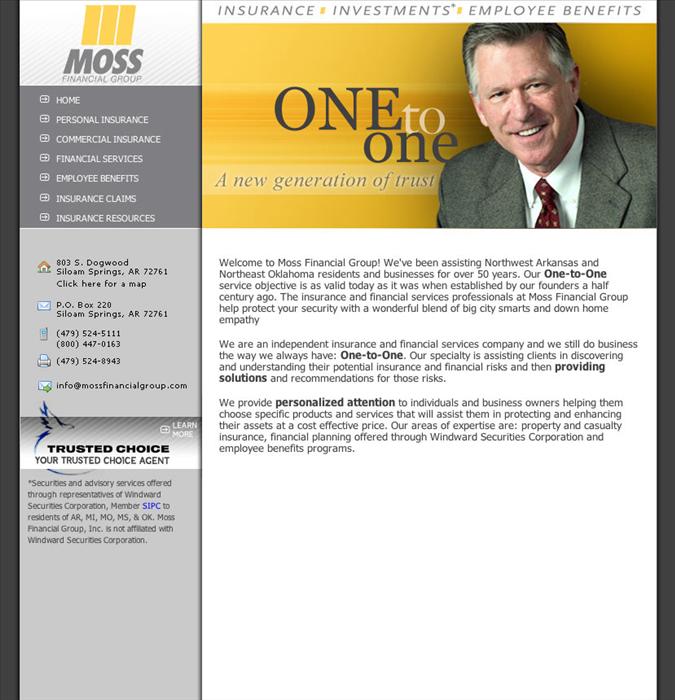 MOSS
FINANCIAL GROUP
INSURANCE INVESTMENTS* EMPLOYEE BENEFITS
HOME
PERSONAL INSURANCE
COMMERCIAL INSURANCE
FINANCIAL SERVICES
EMPLOYEE BENEFITS
INSURANCE CLAIMS
INSURANCE RESOURCES
ONE to
one
A new generation of trust
803 S. Dogwood
Siloam Springs, AR 72761
Click here for a map
P.O. Box 220
Siloam Springs, AR 72761
(479) 524-5111
(800) 447-0163
(479) 524-8943
info@mossfinancialgroup.com
LEARN
MORE
TRUSTED CHOICE
YOUR TRUSTED CHOICE AGENT
*Securities and advisory services offered
through representatives of Windward
Securities Corporation, Member SIPC to
residents of AR, MI, MO, MS, & OK. Moss
Financial Group, Inc. is not affiliated with
Windward Securities Corporation.
Welcome to Moss Financial Group! We've been assisting Northwest Arkansas and
Northeast Oklahoma residents and businesses for over 50 years. Our One-to-One
service objective is as valid today as it was when established by our founders a half
century ago. The insurance and financial services professionals at Moss Financial Group
help protect your security with a wonderful blend of big city smarts and down home
empathy
We are an independent insurance and financial services company and we still do business
the way we always have: One-to-One. Our specialty is assisting clients in discovering
and understanding their potential insurance and financial risks and then providing
solutions and recommendations for those risks.
We provide personalized attention to individuals and business owners helping them
choose specific products and services that will assist them in protecting and enhancing
their assets at a cost effective price. Our areas of expertise are: property and casualty
insurance, financial planning offered through Windward Securities Corporation and
employee benefits programs.